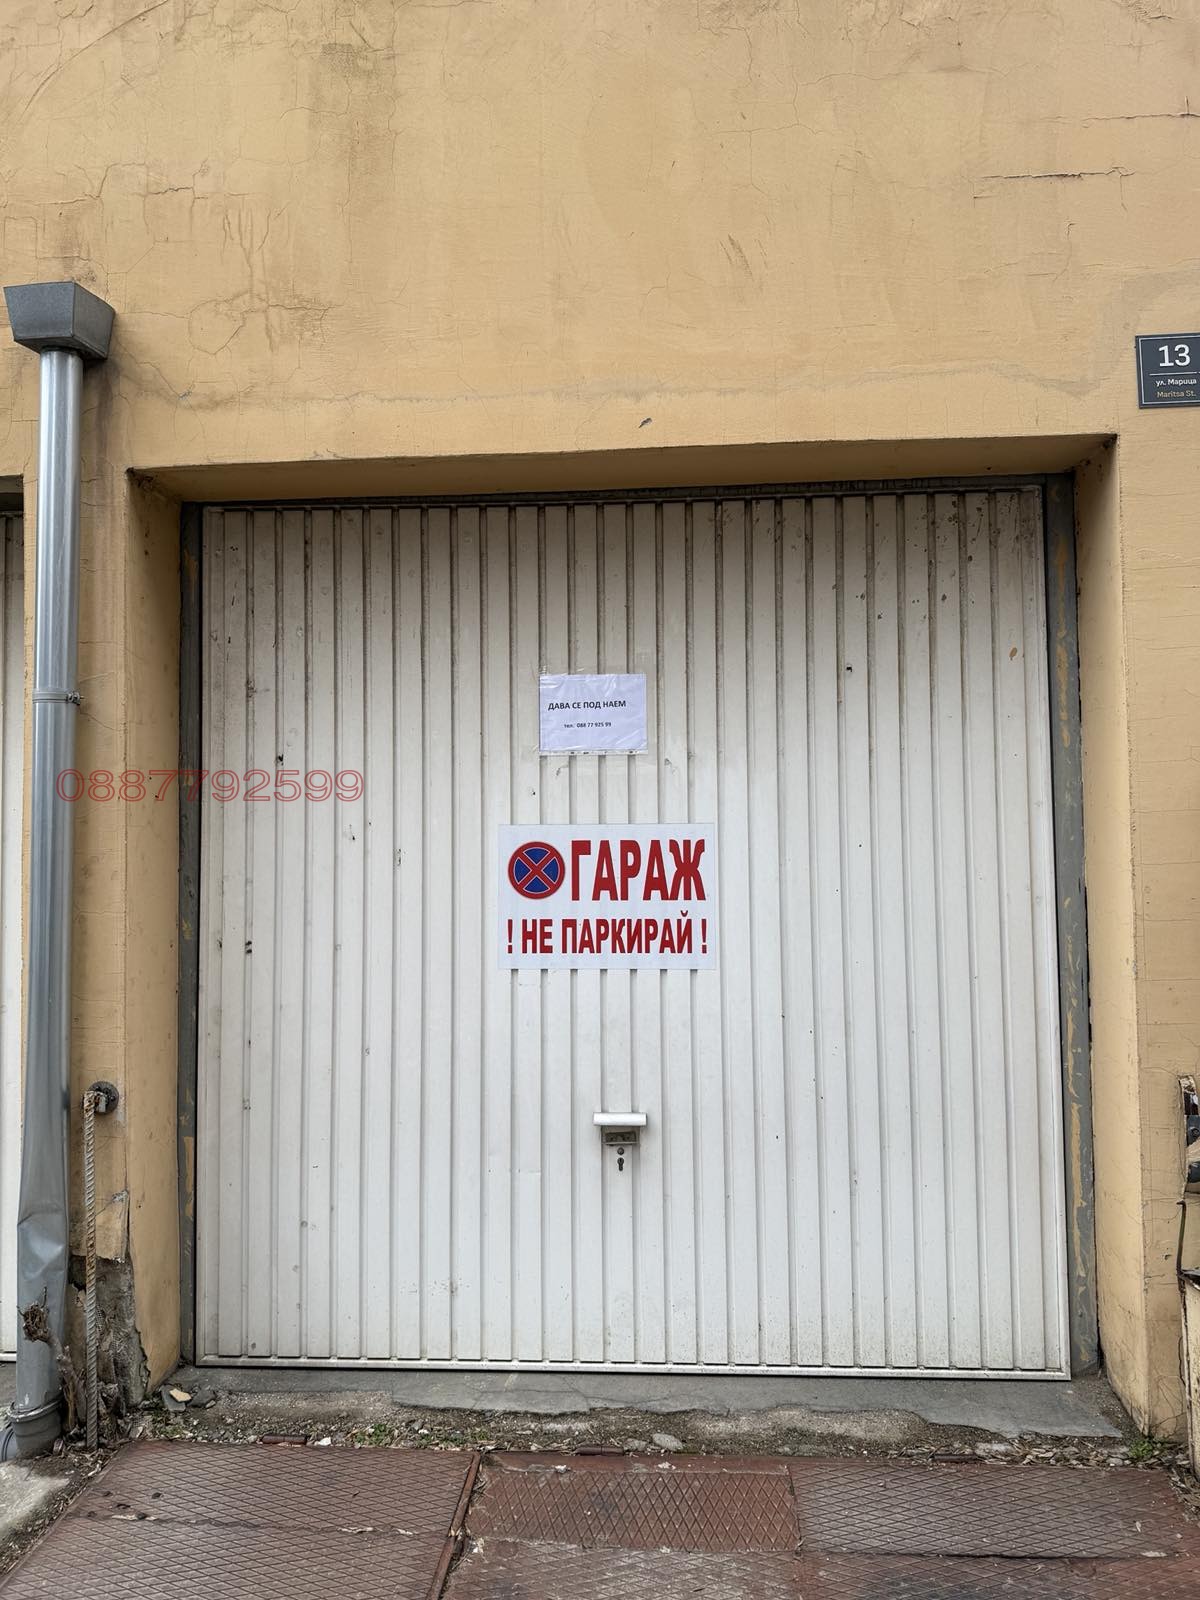 13
ул. Марица
Maritsa St.
ДАВА СЕ ПОД НАЕМ
тел: 088 77 925 99
0887792599
ГАРАЖ
! НЕ ПАРКИРАЙ !